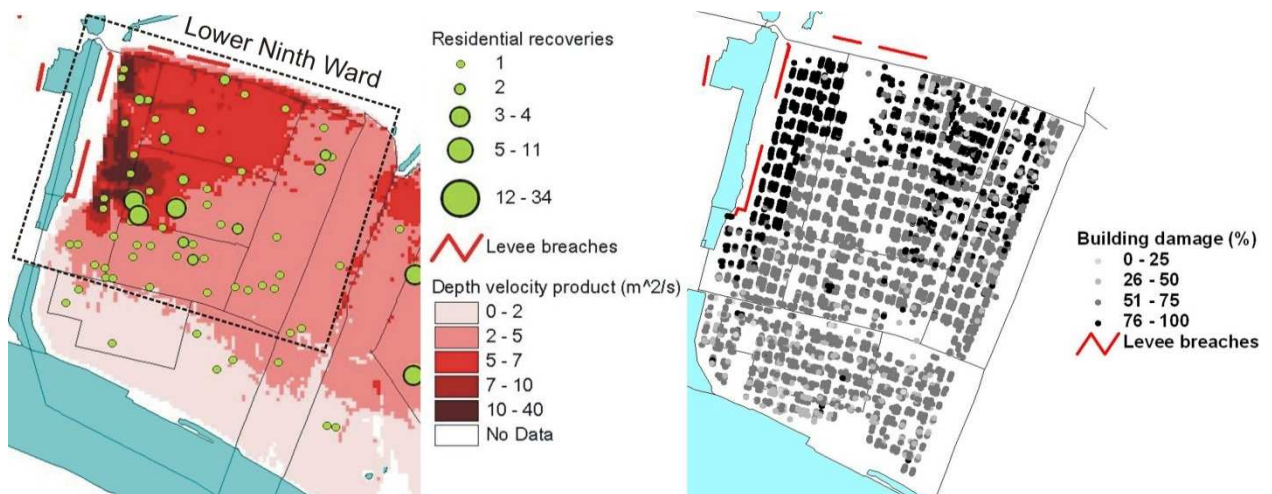 Lower Ninth Ward
Residential recoveries
1
2
3 - 4
5 - 11
12 - 34
Levee breaches
Depth velocity product (m^2/s)
0 - 2
2 - 5
5 - 7
7 - 10
10 - 40
No Data
Building damage (%)
0 - 25
26 - 50
51 - 75
76 - 100
Levee breaches